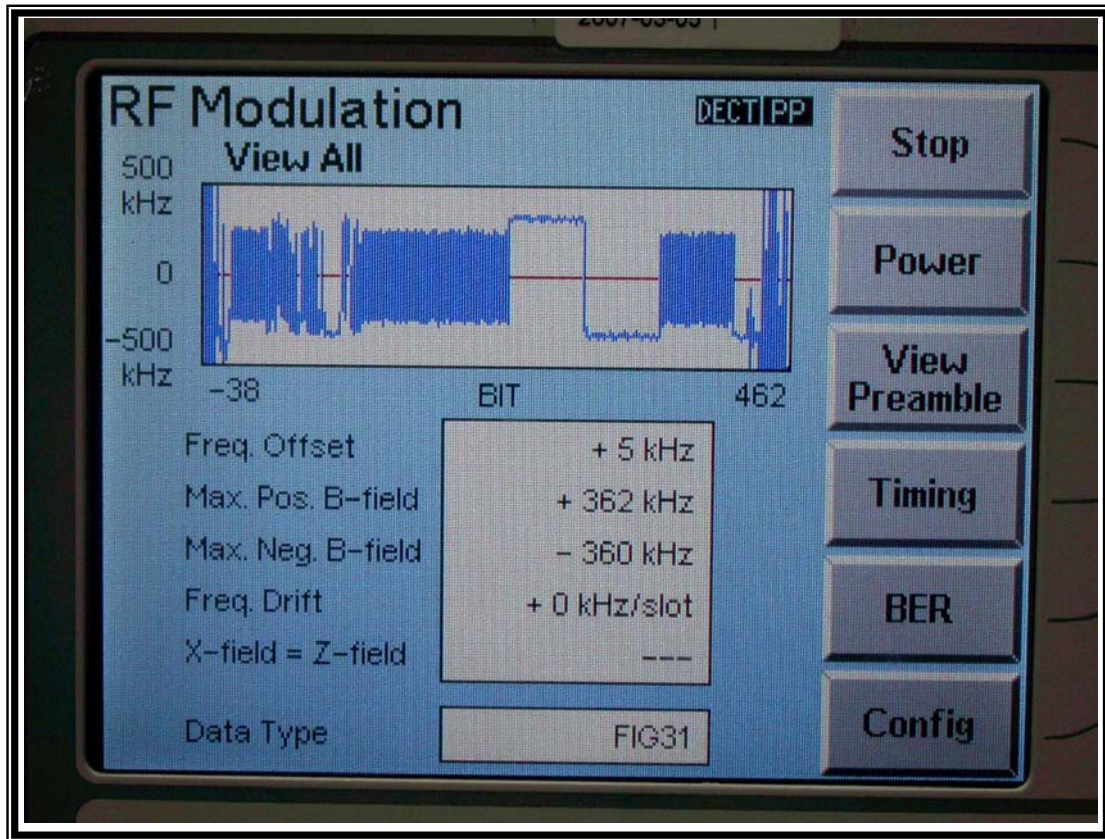 RF Modulation
DECT PP
View All
500
kHz
0
-500
kHz
-38
BIT
462
Freq. Offset
+ 5 kHz
Max. Pos. B-field
+ 362 kHz
Max. Neg. B-field
- 360 kHz
Freq. Drift
+ 0 kHz/slot
X-field = Z-field
---
Data Type
FIG31
Stop
Power
View
Preamble
Timing
BER
Config